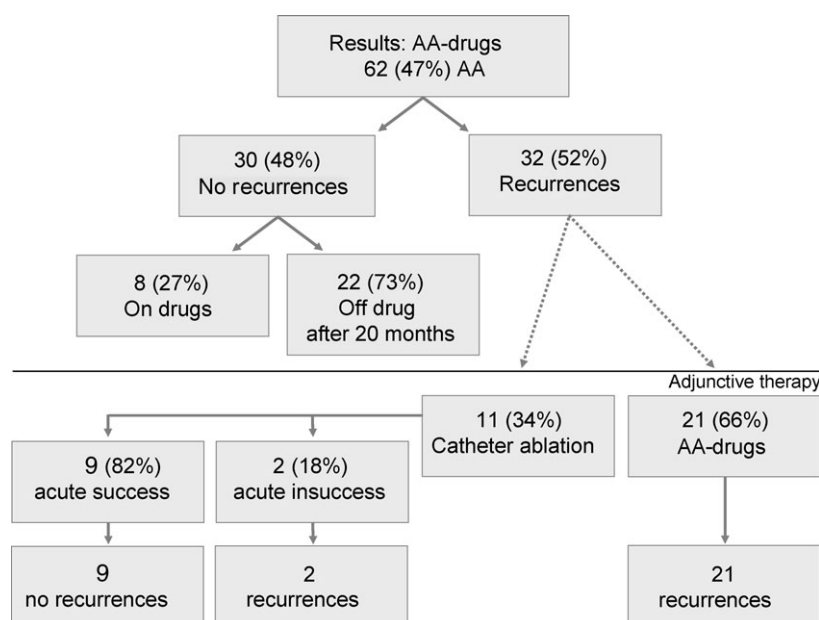 Results: AA-drugs
62 (47%) AA
30 (48%)
No recurrences
32 (52%)
Recurrences
8 (27%)
On drugs
22 (73%)
Off drug
after 20 months
Adjunctive therapy
11 (34%)
Catheter ablation
21 (66%)
AA-drugs
9 (82%)
acute success
2 (18%)
acute insuccess
9
no recurrences
2
recurrences
21
recurrences